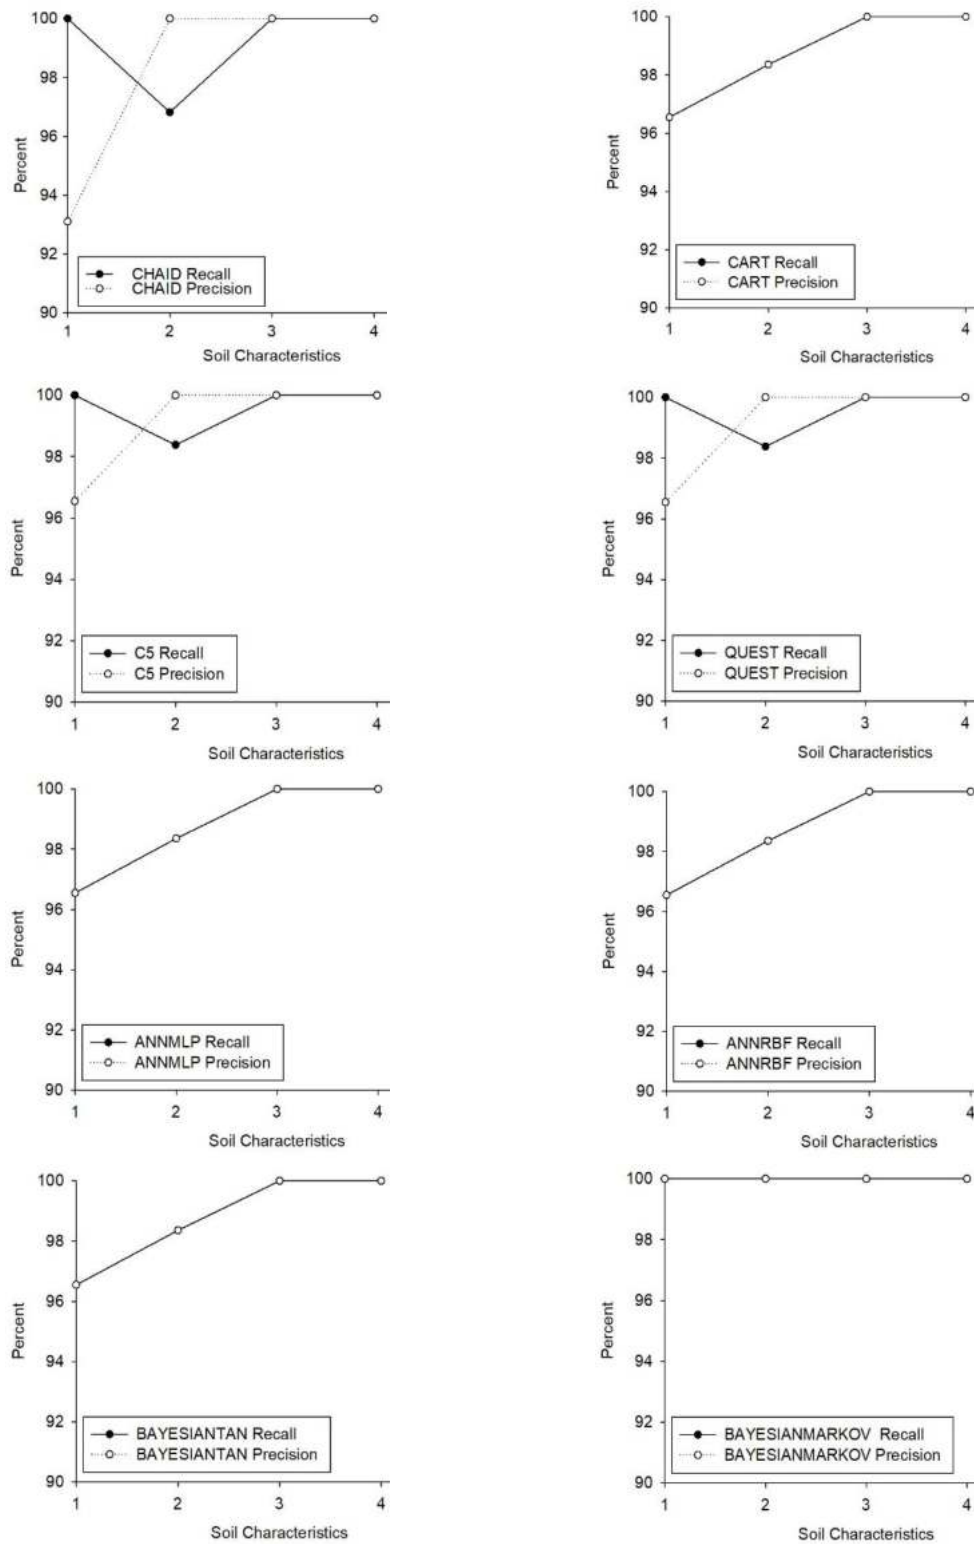 100
98
96
94
92
90
Percent
CHAID Recall
CHAID Precision
1 2 3 4
Soil Characteristics
100
98
96
94
92
90
Percent
CART Recall
CART Precision
1 2 3 4
Soil Characteristics
100
98
96
94
92
90
Percent
C5 Recall
C5 Precision
1 2 3 4
Soil Characteristics
100
98
96
94
92
90
Percent
QUEST Recall
QUEST Precision
1 2 3 4
Soil Characteristics
100
98
96
94
92
90
Percent
ANNMLP Recall
ANNMLP Precision
1 2 3 4
Soil Characteristics
100
98
96
94
92
90
Percent
ANNRBF Recall
ANNRBF Precision
1 2 3 4
Soil Characteristics
100
98
96
94
92
90
Percent
BAYESIANTAN Recall
BAYESIANTAN Precision
1 2 3 4
Soil Characteristics
100
98
96
94
92
90
Percent
BAYESIANMARKOV Recall
BAYESIANMARKOV Precision
1 2 3 4
Soil Characteristics